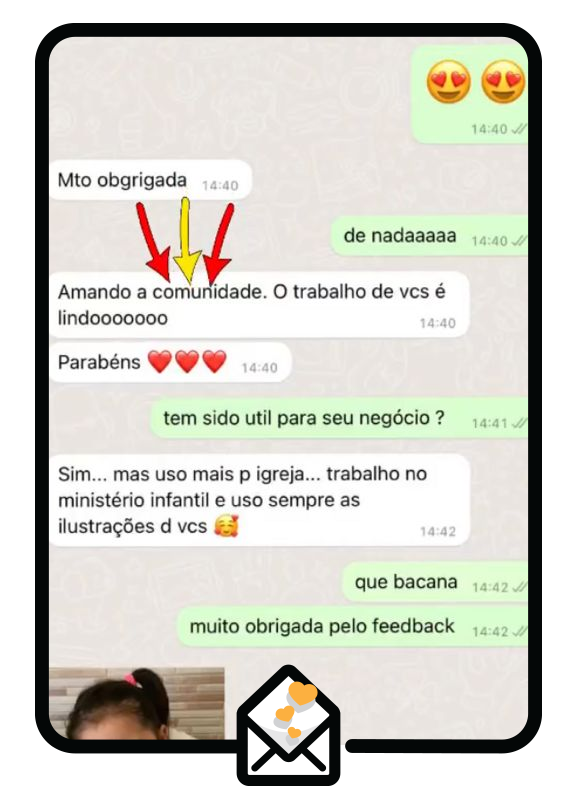 😍 😍
14:40
Mto obgrigada 14:40
de nadaaaaa 14:40
Amando a comunidade. O trabalho de vcs é
lindooooooo 14:40
Parabéns ❤️❤️❤️ 14:40
tem sido util para seu negócio ? 14:41
Sim... mas uso mais p igreja... trabalho no
ministério infantil e uso sempre as
ilustrações d vcs 🥰 14:42
que bacana 14:42
muito obrigada pelo feedback 14:42